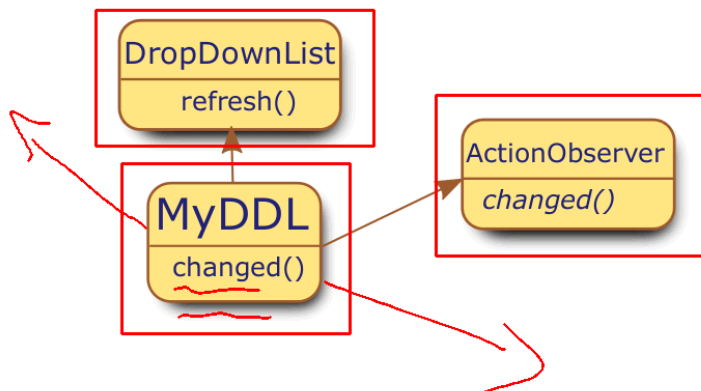 DropDownList
refresh()
ActionObserver
changed()
MyDDL
changed()